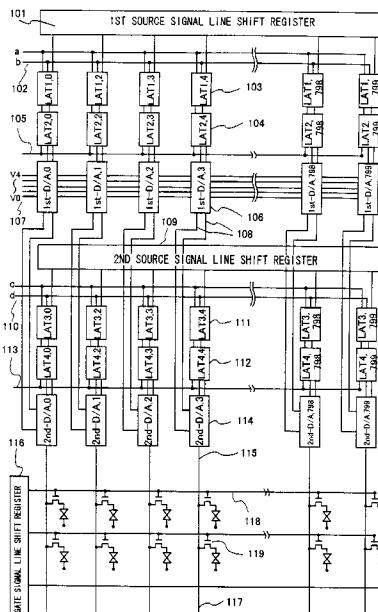 101
1ST SOURCE SIGNAL LINE SHIFT REGISTER
a
b
102
LAT1,0
LAT1,2
LAT1,3
LAT1,4
103
LAT1, 798
LAT1, 799
105
LAT2,0
LAT2,2
LAT2,3
LAT2,4
104
LAT2, 798
LAT2, 799
V4
V0
107
1st-D/A,0
1st-D/A,1
1st-D/A,2
1st-D/A,3
106
1st-D/A,798
1st-D/A,799
108
109
2ND SOURCE SIGNAL LINE SHIFT REGISTER
c
d
110
LAT3,0
LAT3,2
LAT3,3
LAT3,4
111
LAT3, 798
LAT3, 799
113
LAT4,0
LAT4,2
LAT4,3
LAT4,4
112
LAT4, 798
LAT4, 799
2nd-D/A,0
2nd-D/A,1
2nd-D/A,2
2nd-D/A,3
114
2nd-D/A,798
2nd-D/A,799
115
116
GATE SIGNAL LINE SHIFT REGISTER
118
119
117